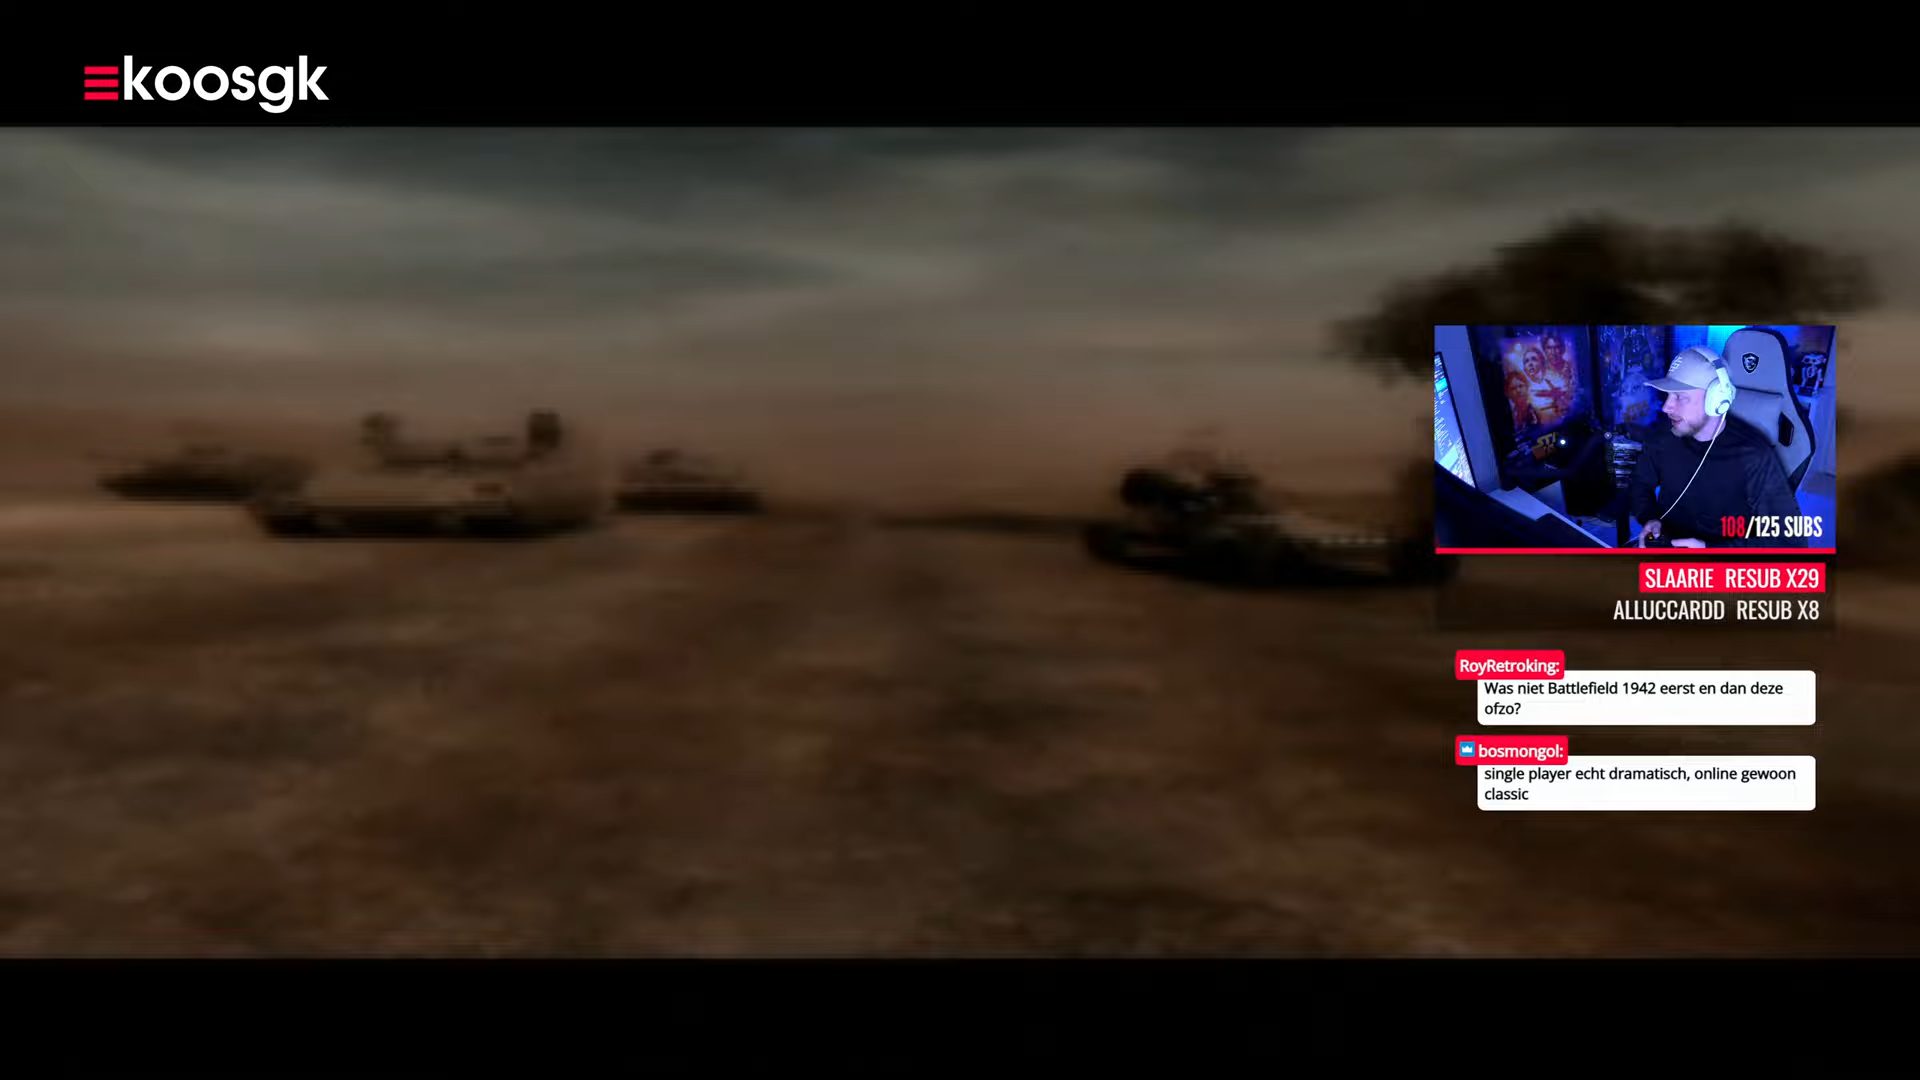 koosgk
108/125 SUBS
SLAARIE RESUB X29
ALLUCCARDD RESUB X8
RoyRetroking:
Was niet Battlefield 1942 eerst en dan deze
ofzo?
bosmongol:
single player echt dramatisch, online gewoon
classic